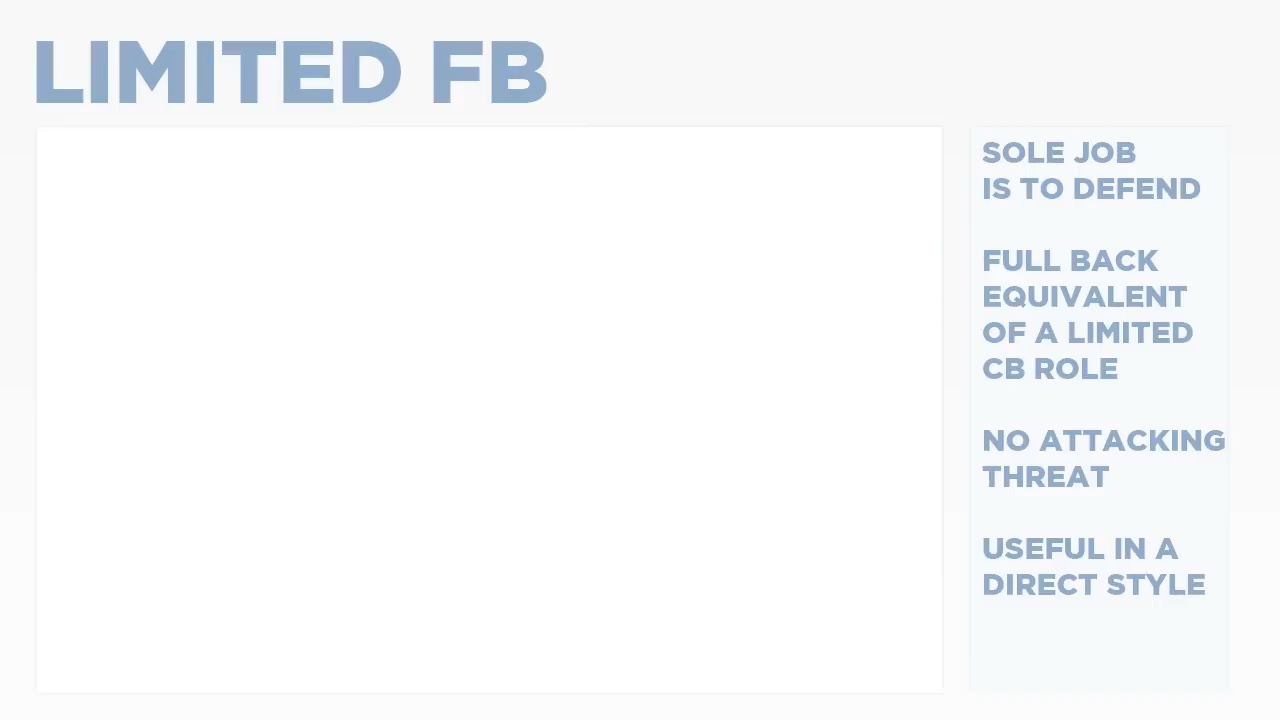 LIMITED FB
SOLE JOB
IS TO DEFEND
FULL BACK
EQUIVALENT
OF A LIMITED
CB ROLE
NO ATTACKING
THREAT
USEFUL IN A
DIRECT STYLE